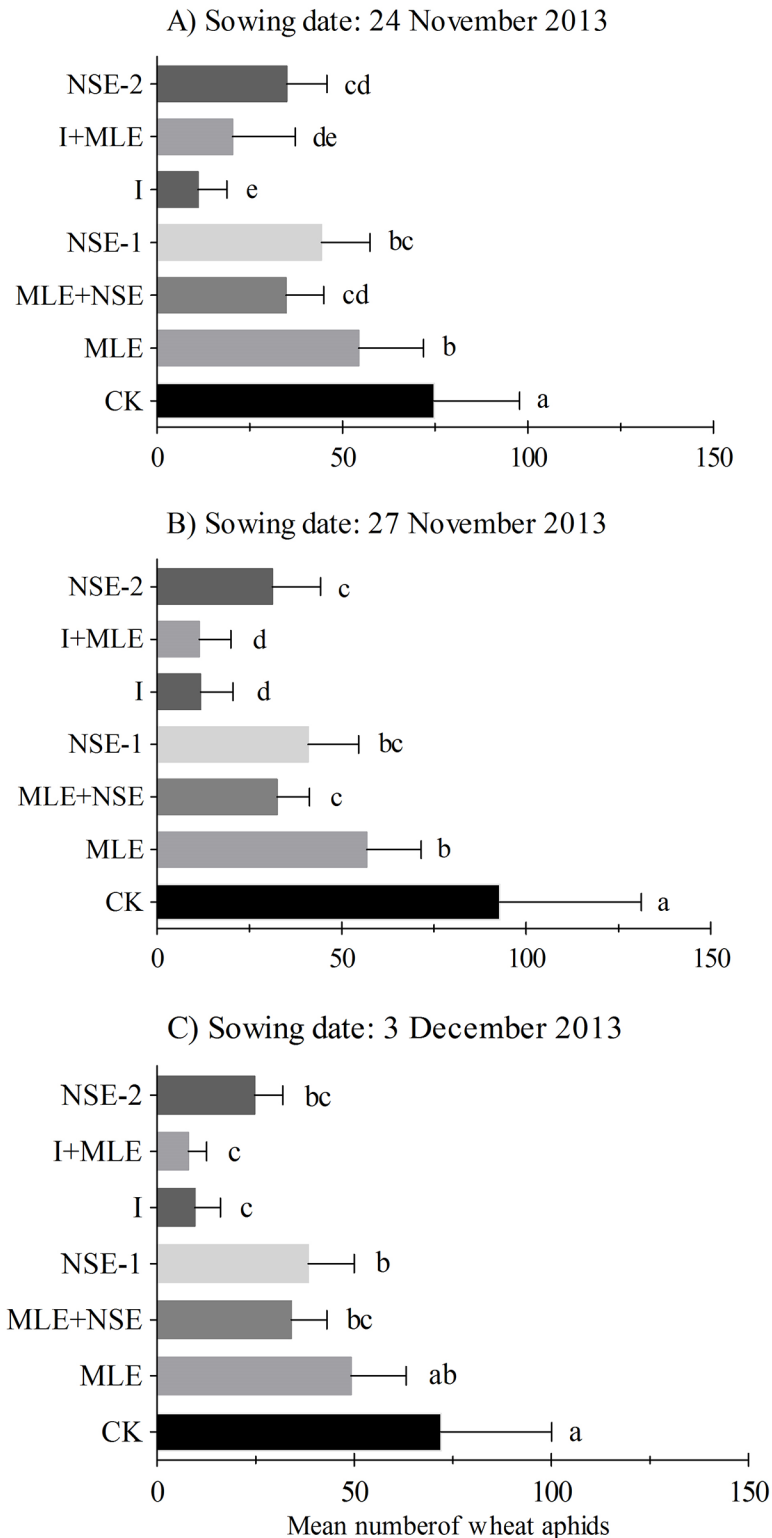 A) Sowing date: 24 November 2013
NSE-2 cd
I+MLE de
I e
NSE-1 bc
MLE+NSE cd
MLE b
CK a
0 50 100 150
B) Sowing date: 27 November 2013
NSE-2 c
I+MLE d
I d
NSE-1 bc
MLE+NSE c
MLE b
CK a
0 50 100 150
C) Sowing date: 3 December 2013
NSE-2 bc
I+MLE c
I c
NSE-1 b
MLE+NSE bc
MLE ab
CK a
0 50 100 150
Mean numberof wheat aphids